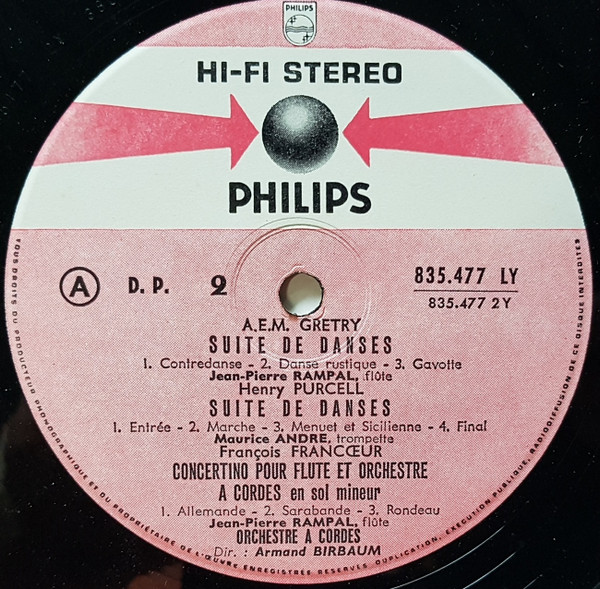 PHILIPS
HI-FI STEREO
PHILIPS
A D. P. 2 835.477 LY
835.477 2Y
A.E.M. GRETRY
SUITE DE DANSES
1. Contredanse - 2. Danse rustique - 3. Gavotte
Jean-Pierre RAMPAL, flûte
Henry PURCELL
SUITE DE DANSES
1. Entrée - 2. Marche - 3. Menuet et Sicilienne - 4. Final
Maurice ANDRE, trompette
François FRANCŒUR
CONCERTINO POUR FLUTE ET ORCHESTRE
A CORDES en sol mineur
1. Allemande - 2. Sarabande - 3. Rondeau
Jean-Pierre RAMPAL, flûte
ORCHESTRE A CORDES
Dir. : Armand BIRBAUM
TOUS DROITS DU PRODUCTEUR PHONOGRAPHIQUE ET DU PROPRIETAIRE DE L'ŒUVRE ENREGISTRES RESERVES. DUPLICATION, EXECUTION PUBLIQUE, RADIODIFFUSION DE CE DISQUE INTERDITES